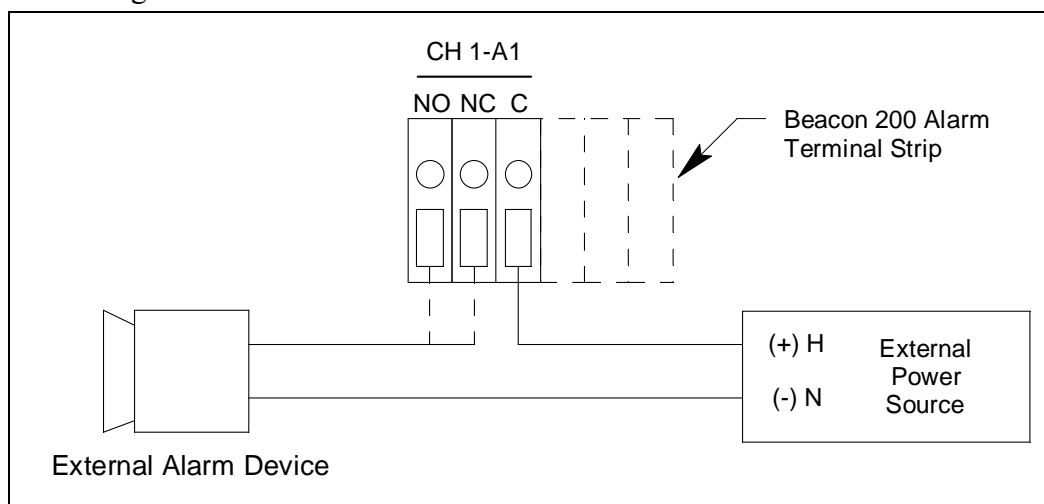 CH 1-A1
NO NC C
Beacon 200 Alarm
Terminal Strip
(+) H
External
Power
Source
(-) N
External Alarm Device